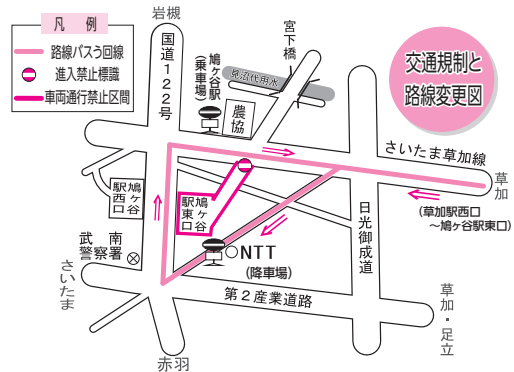 凡 例
路線バスう回線
進入禁止標識
車両通行禁止区間
交通規制と
路線変更図
岩槻
国道122号
鳩ヶ谷駅
(乗車場)
宮下橋
見沼代用水
農協
さいたま草加線
草加
(草加駅西口
～鳩ヶ谷駅東口)
鳩ヶ谷
駅西口
鳩ヶ谷
駅東口
日光御成道
武南
警察署
NTT
(降車場)
さいたま
第2産業道路
草加・足立
赤羽